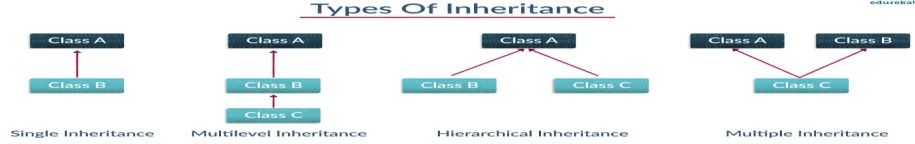 Types Of Inheritance
edureka!
Class A
Class B
Single Inheritance
Class A
Class B
Class C
Multilevel Inheritance
Class A
Class B
Class C
Hierarchical Inheritance
Class A
Class B
Class C
Multiple Inheritance